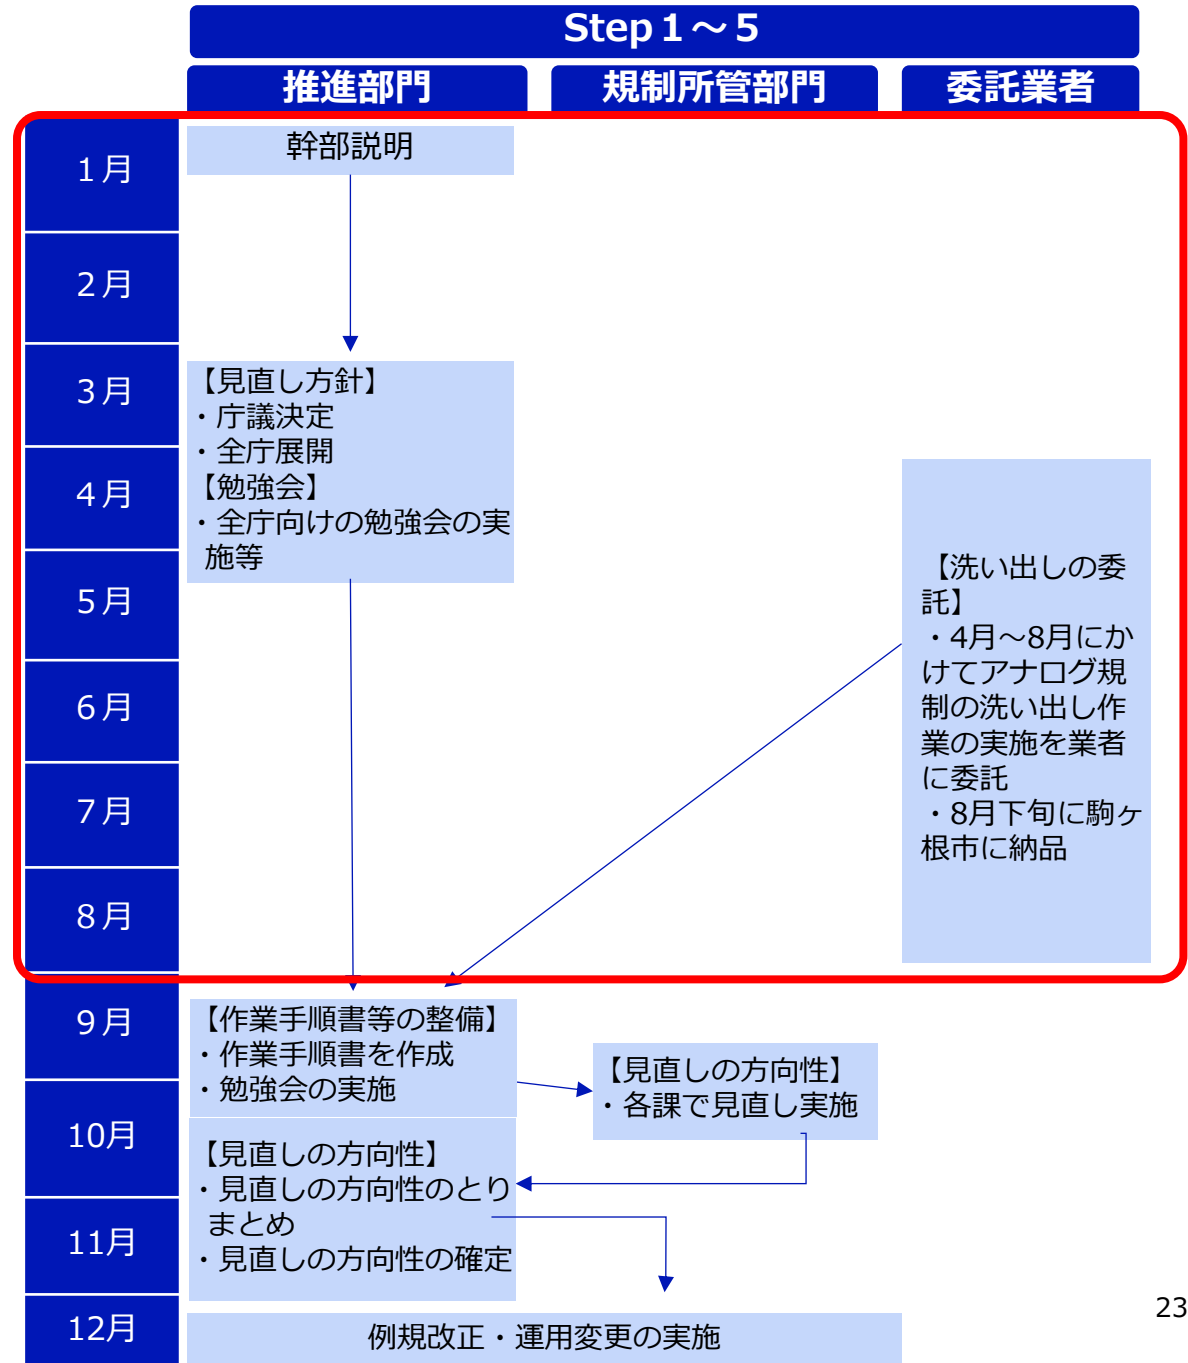 Step１～５
推進部門
規制所管部門
委託業者
１月
幹部説明
２月
３月
【見直し方針】
・庁議決定
・全庁展開
【勉強会】
・全庁向けの勉強会の実
施等
４月
５月
６月
７月
８月
【洗い出しの委
託】
・4月～8月にか
けてアナログ規
制の洗い出し作
業の実施を業者
に委託
・8月下旬に駒ヶ
根市に納品
９月
【作業手順書等の整備】
・作業手順書を作成
・勉強会の実施
【見直しの方向性】
・各課で見直し実施
10月
【見直しの方向性】
・見直しの方向性のとり
まとめ
・見直しの方向性の確定
11月
12月
例規改正・運用変更の実施
23